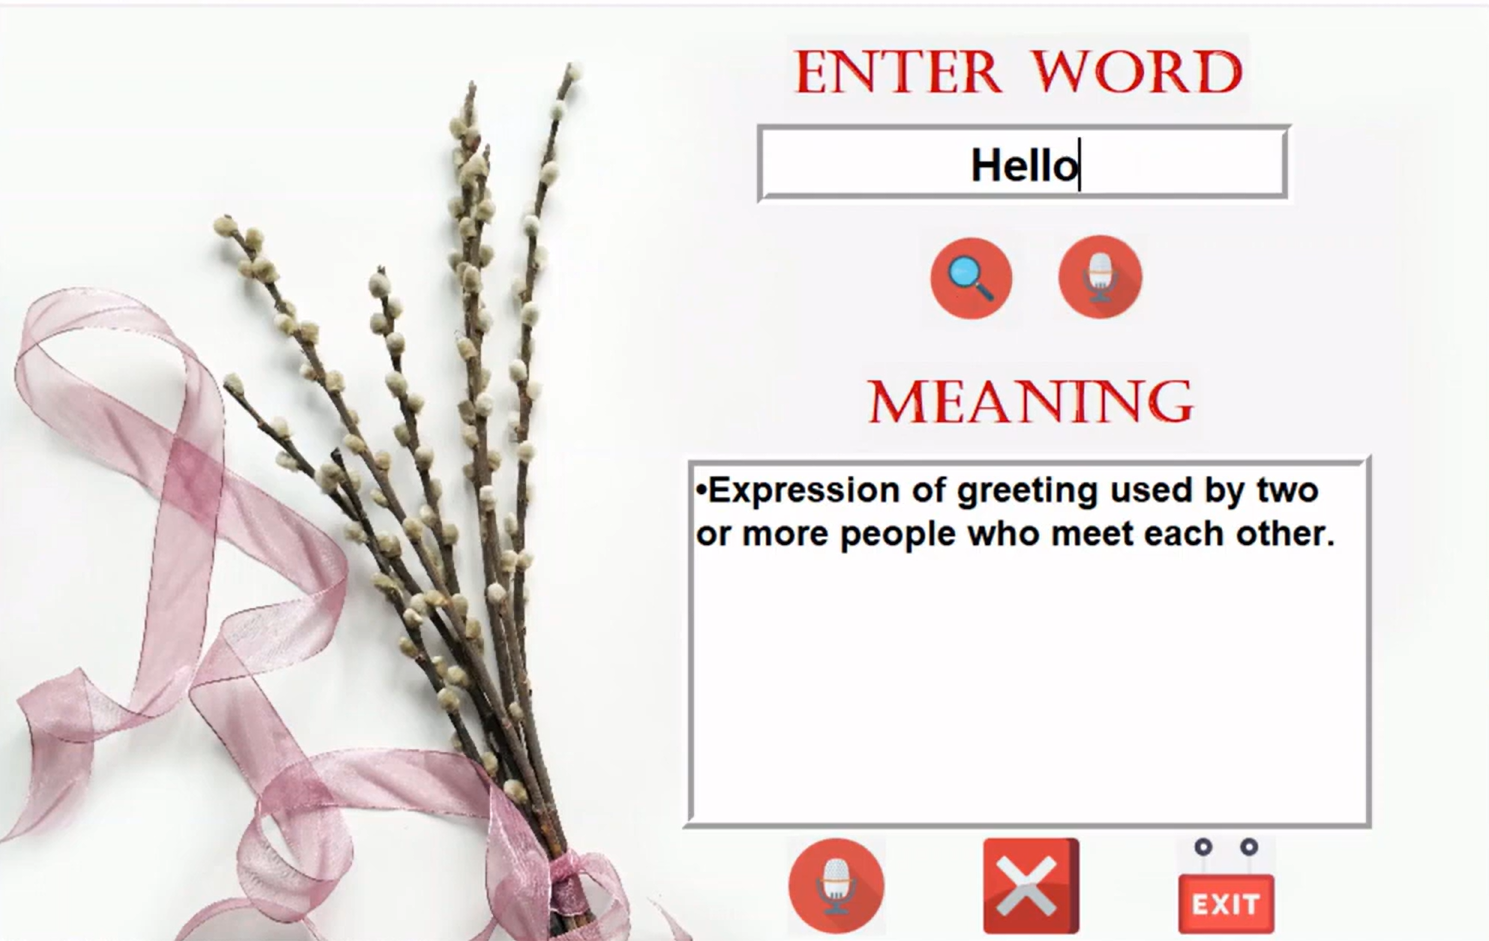 ENTER WORD
Hello
MEANING
•Expression of greeting used by two
or more people who meet each other.
EXIT